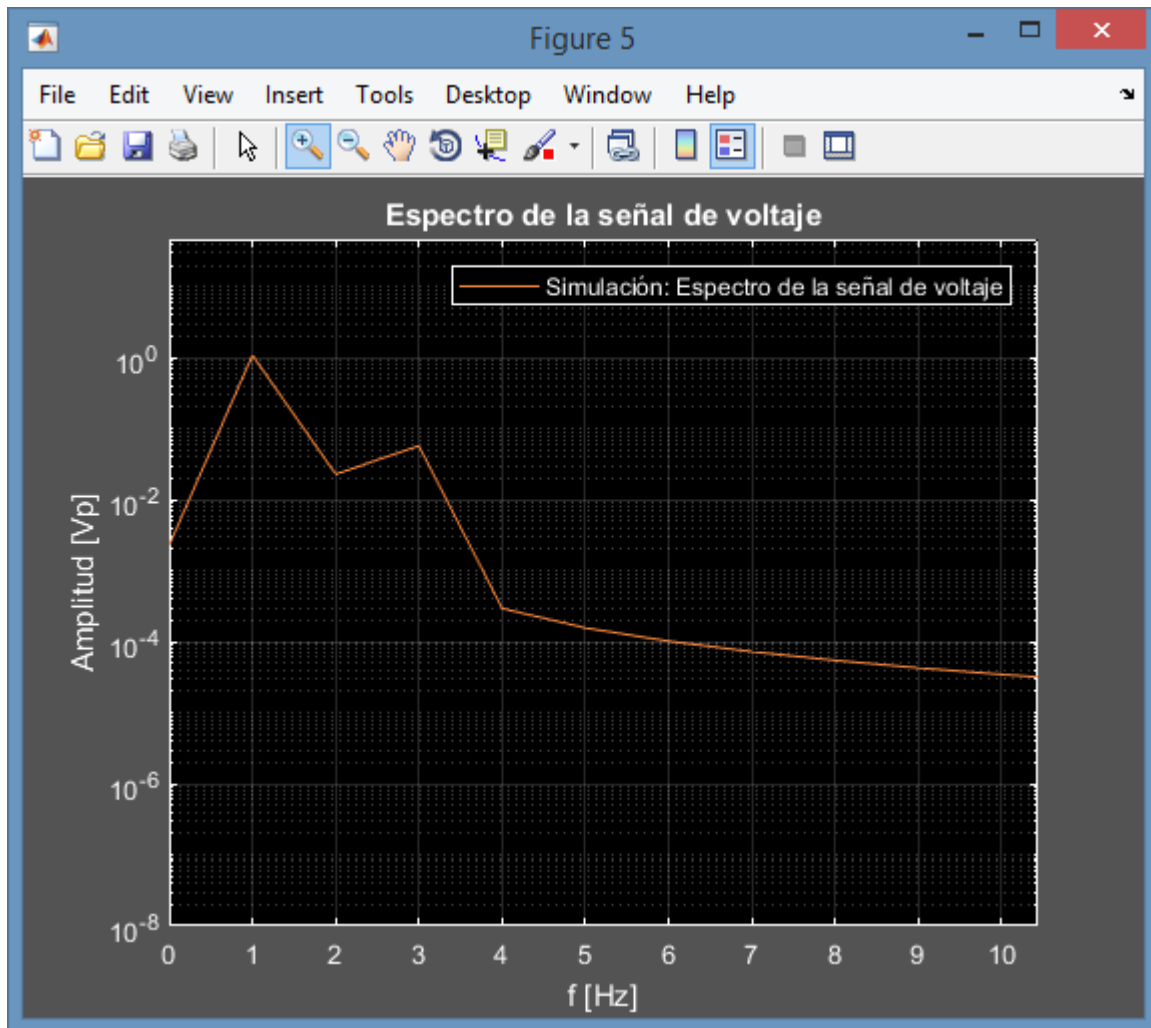 Figure 5
File Edit View Insert Tools Desktop Window Help
Espectro de la señal de voltaje
Simulación: Espectro de la señal de voltaje
Amplitud [Vp]
10^0
10^-2
10^-4
10^-6
10^-8
0 1 2 3 4 5 6 7 8 9 10
f [Hz]